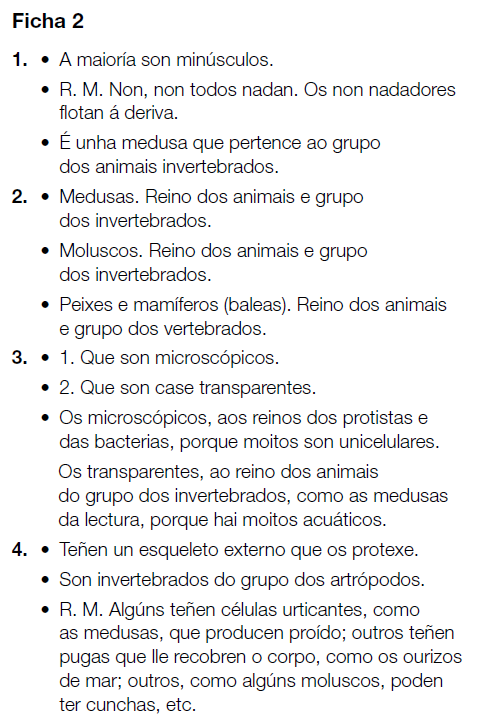 Ficha 2
1. • A maioría son minúsculos.
• R. M. Non, non todos nadan. Os non nadadores
flotan á deriva.
• É unha medusa que pertence ao grupo
dos animais invertebrados.
2. • Medusas. Reino dos animais e grupo
dos invertebrados.
• Moluscos. Reino dos animais e grupo
dos invertebrados.
• Peixes e mamíferos (baleas). Reino dos animais
e grupo dos vertebrados.
3. • 1. Que son microscópicos.
• 2. Que son case transparentes.
• Os microscópicos, aos reinos dos protistas e
das bacterias, porque moitos son unicelulares.
Os transparentes, ao reino dos animais
do grupo dos invertebrados, como as medusas
da lectura, porque hai moitos acuáticos.
4. • Teñen un esqueleto externo que os protexe.
• Son invertebrados do grupo dos artrópodos.
• R. M. Algúns teñen células urticantes, como
as medusas, que producen proído; outros teñen
pugas que lle recobren o corpo, como os ourizos
de mar; outros, como algúns moluscos, poden
ter cunchas, etc.